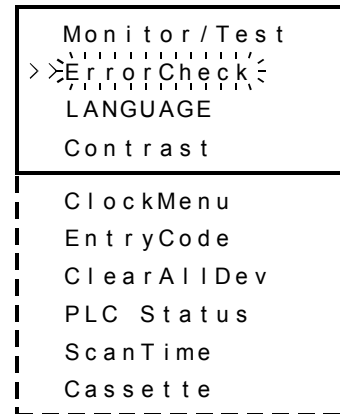 Monitor/Test
>>ErrorCheck
LANGUAGE
Contrast
ClockMenu
EntryCode
ClearAllDev
PLC Status
ScanTime
Cassette